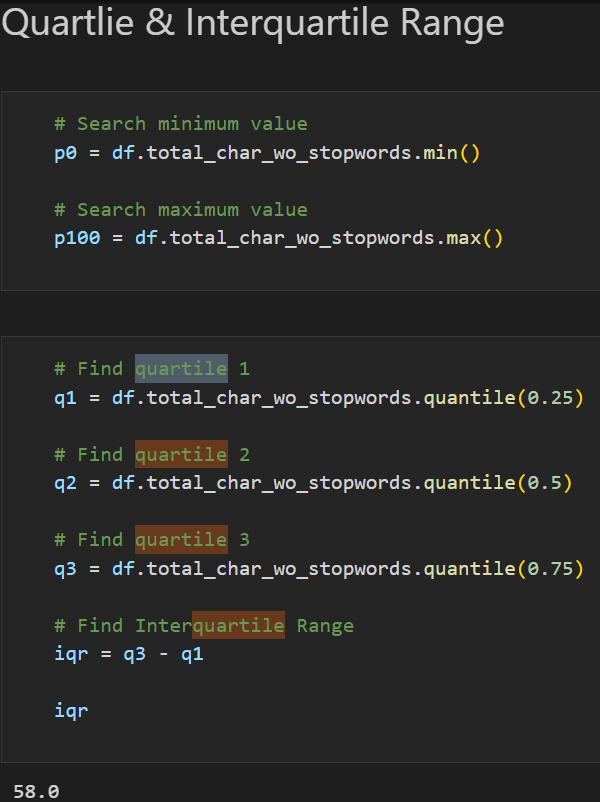 Quartlie & Interquartile Range
# Search minimum value
p0 = df.total_char_wo_stopwords.min()
# Search maximum value
p100 = df.total_char_wo_stopwords.max()
# Find quartile 1
q1 = df.total_char_wo_stopwords.quantile(0.25)
# Find quartile 2
q2 = df.total_char_wo_stopwords.quantile(0.5)
# Find quartile 3
q3 = df.total_char_wo_stopwords.quantile(0.75)
# Find Interquartile Range
iqr = q3 - q1
iqr
58.0